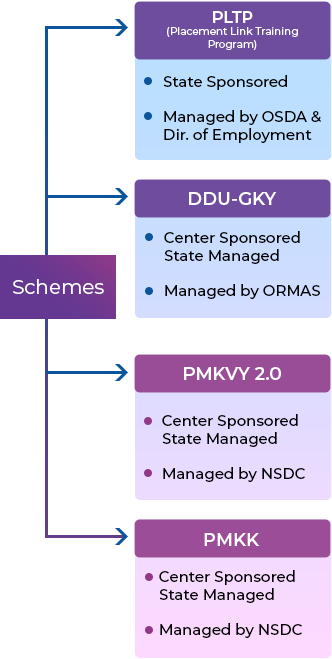 PLTP
(Placement Link Training
Program)
State Sponsored
Managed by OSDA &
Dir. of Employment
DDU-GKY
Center Sponsored
State Managed
Managed by ORMAS
Schemes
PMKVY 2.0
Center Sponsored
State Managed
Managed by NSDC
PMKK
Center Sponsored
State Managed
Managed by NSDC